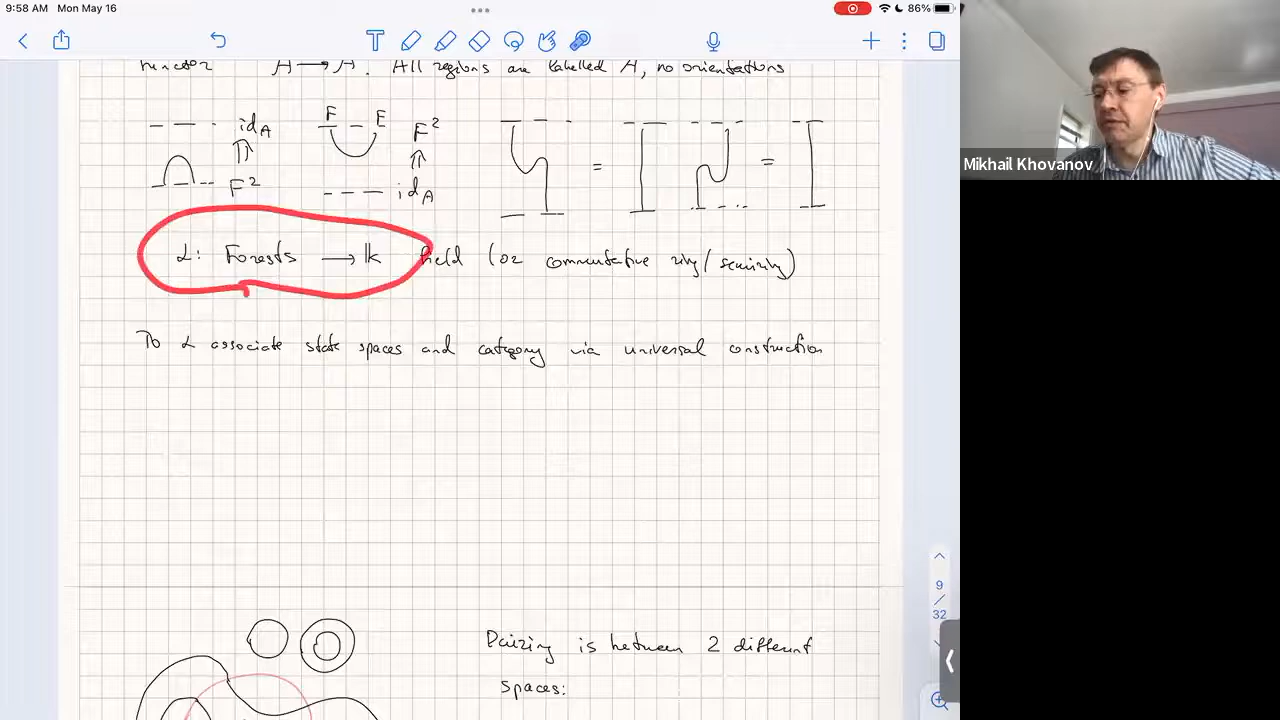 9:58 AM Mon May 16
86%
functor A → A. All regions are labelled A, no orientations
id_A F F F²
F² id_A
=
=
α: Forests → 𝕜 field (or commutative ring/semiring)
To α associate state spaces and category via universal construction
Pairing is between 2 different
spaces:
9
/
32
Mikhail Khovanov